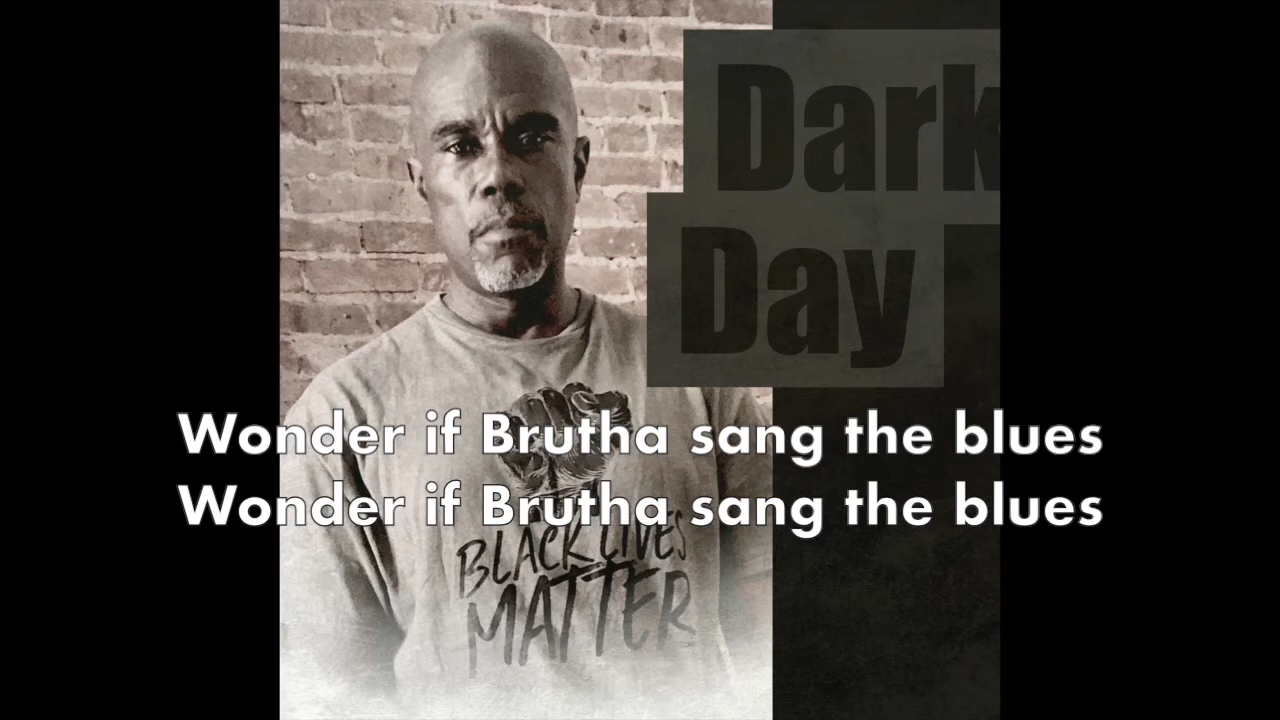 Dark
Day
Wonder if Brutha sang the blues
Wonder if Brutha sang the blues
BLACK LIVES
MATTER